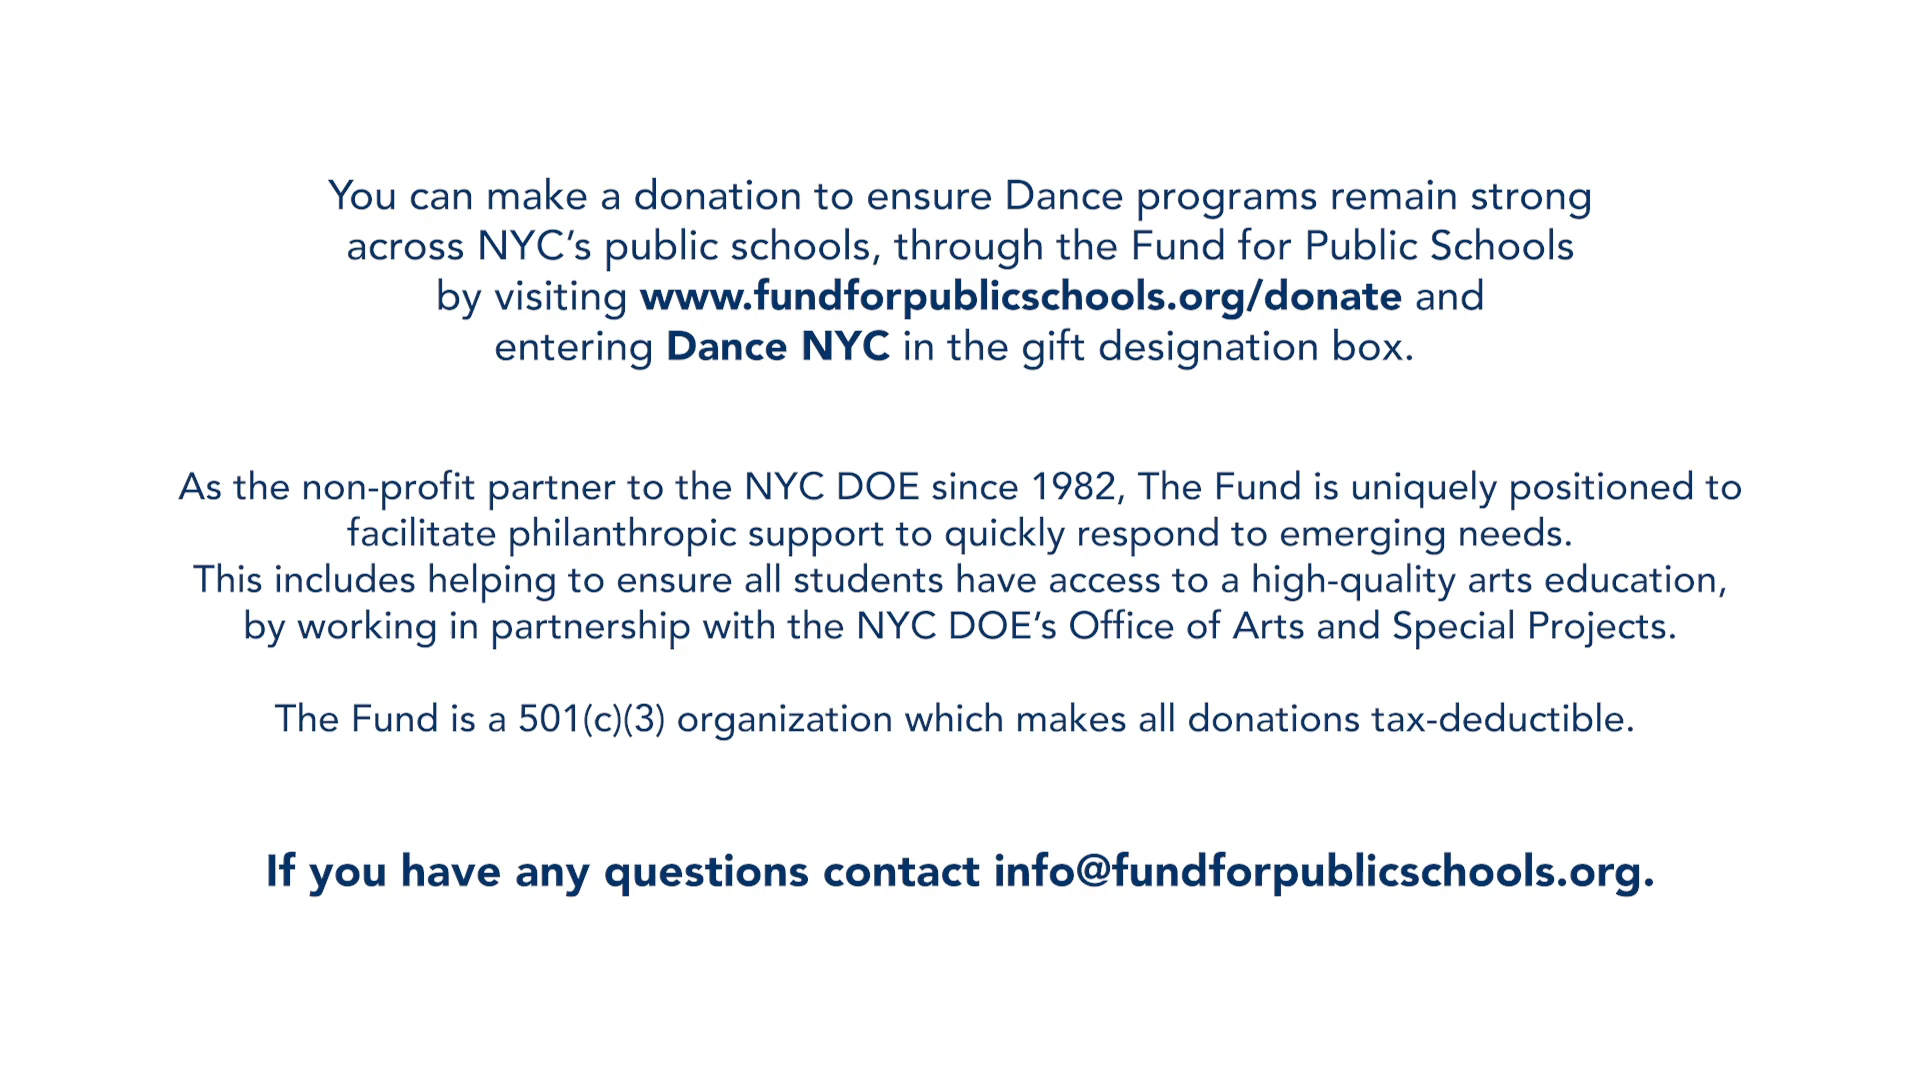 You can make a donation to ensure Dance programs remain strong
across NYC’s public schools, through the Fund for Public Schools
by visiting www.fundforpublicschools.org/donate and
entering Dance NYC in the gift designation box.
As the non-profit partner to the NYC DOE since 1982, The Fund is uniquely positioned to
facilitate philanthropic support to quickly respond to emerging needs.
This includes helping to ensure all students have access to a high-quality arts education,
by working in partnership with the NYC DOE’s Office of Arts and Special Projects.
The Fund is a 501(c)(3) organization which makes all donations tax-deductible.
If you have any questions contact info@fundforpublicschools.org.